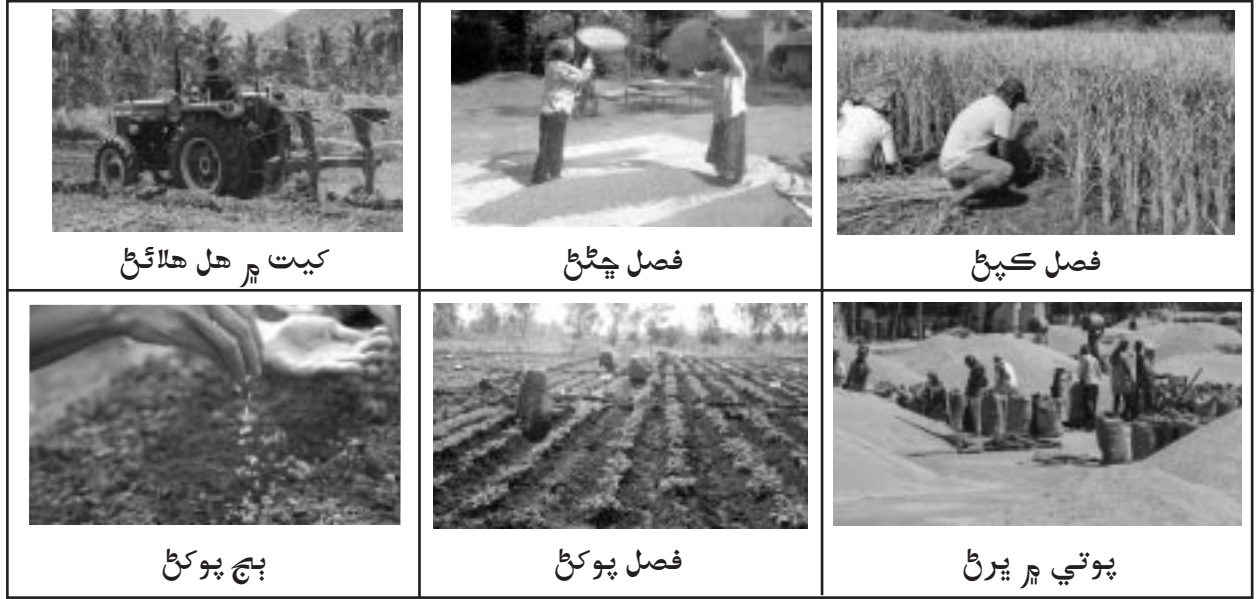 فصل ڪپڻ
فصل ڇٽڻ
کيت ۾ هل هلائڻ
پوتي ۾ ڀرڻ
فصل پوکڻ
ٻج پوکڻ